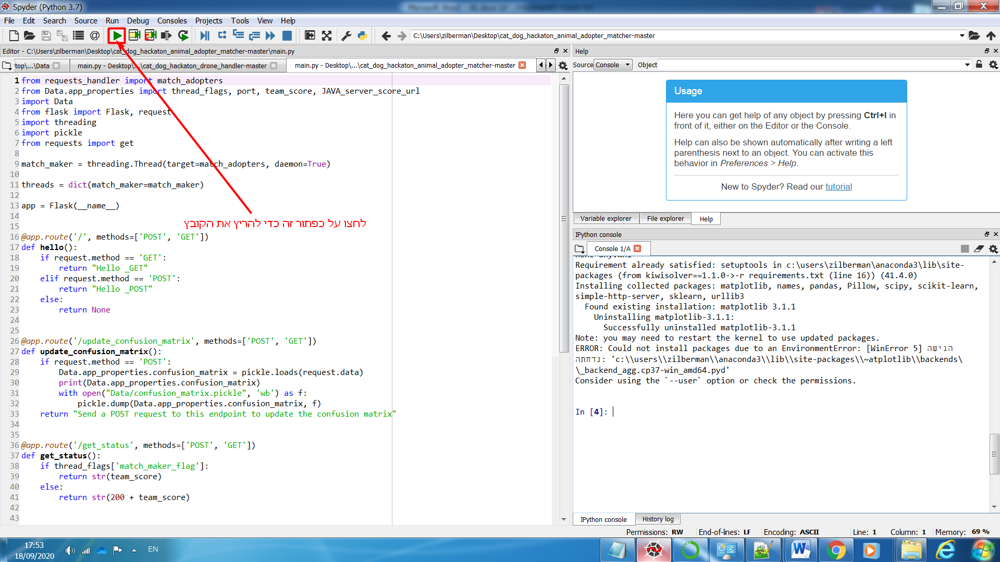 Spyder (Python 3.7)
File Edit Search Source Run Debug Consoles Projects Tools View Help
C:\Users\zilberman\Desktop\cat_dog_hackaton_animal_adopter_matcher-master
Editor - C:\Users\zilberman\Desktop\cat_dog_hackaton_animal_adopter_matcher-master\main.py
top\...\Data
main.py - Desktop\...\cat_dog_hackaton_drone_handler-master
main.py - Desktop\...\cat_dog_hackaton_animal_adopter_matcher-master
1 from requests_handler import match_adopters
2 from Data.app_properties import thread_flags, port, team_score, JAVA_server_score_url
3 import Data
4 from flask import Flask, request
5 import threading
6 import pickle
7 from requests import get
8
9 match_maker = threading.Thread(target=match_adopters, daemon=True)
10
11 threads = dict(match_maker=match_maker)
12
13 app = Flask(__name__)
14
15
לחצו על כפתור זה כדי להריץ את הקובץ
16 @app.route('/', methods=['POST', 'GET'])
17 def hello():
18     if request.method == 'GET':
19         return "Hello _GET"
20     elif request.method == 'POST':
21         return "Hello _POST"
22     else:
23         return None
24
25
26 @app.route('/update_confusion_matrix', methods=['POST', 'GET'])
27 def update_confusion_matrix():
28     if request.method == 'POST':
29         Data.app_properties.confusion_matrix = pickle.loads(request.data)
30         print(Data.app_properties.confusion_matrix)
31         with open("Data/confusion_matrix.pickle", 'wb') as f:
32             pickle.dump(Data.app_properties.confusion_matrix, f)
33     return "Send a POST request to this endpoint to update the confusion matrix"
34
35
36 @app.route('/get_status', methods=['POST', 'GET'])
37 def get_status():
38     if thread_flags['match_maker_flag']:
39         return str(team_score)
40     else:
41         return str(200 + team_score)
42
43
Help
Source Console Object
Usage
Here you can get help of any object by pressing Ctrl+I in
front of it, either on the Editor or the Console.
Help can also be shown automatically after writing a left
parenthesis next to an object. You can activate this
behavior in Preferences > Help.
New to Spyder? Read our tutorial
Variable explorer File explorer Help
IPython console
Console 1/A
Requirement already satisfied: setuptools in c:\users\zilberman\anaconda3\lib\site-
packages (from kiwisolver==1.1.0->-r requirements.txt (line 16)) (41.4.0)
Installing collected packages: matplotlib, names, pandas, Pillow, scipy, scikit-learn,
simple-http-server, sklearn, urllib3
  Found existing installation: matplotlib 3.1.1
    Uninstalling matplotlib-3.1.1:
      Successfully uninstalled matplotlib-3.1.1
Note: you may need to restart the kernel to use updated packages.
ERROR: Could not install packages due to an EnvironmentError: [WinError 5] הגישה
נדחתה: 'c:\\users\\zilberman\\anaconda3\\lib\\site-packages\\~atplotlib\\backends\
\_backend_agg.cp37-win_amd64.pyd'
Consider using the `--user` option or check the permissions.
In [4]:
IPython console History log
Permissions: RW End-of-lines: LF Encoding: ASCII Line: 1 Column: 1 Memory: 69 %
17:53
18/09/2020
EN